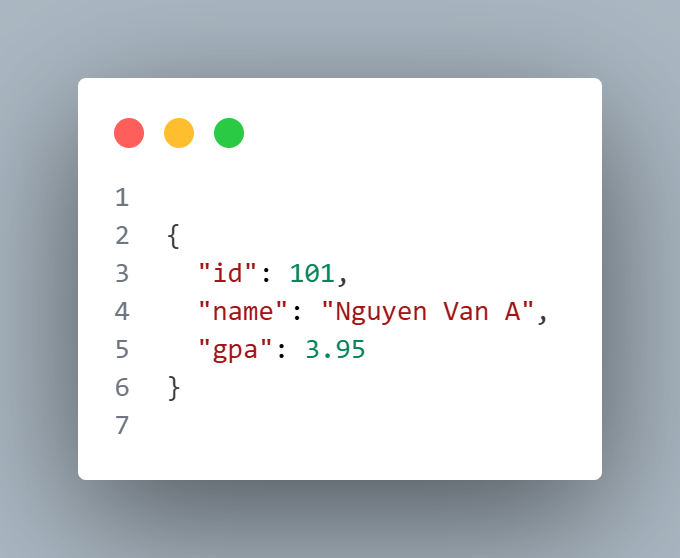 1
2 {
3   "id": 101,
4   "name": "Nguyen Van A",
5   "gpa": 3.95
6 }
7